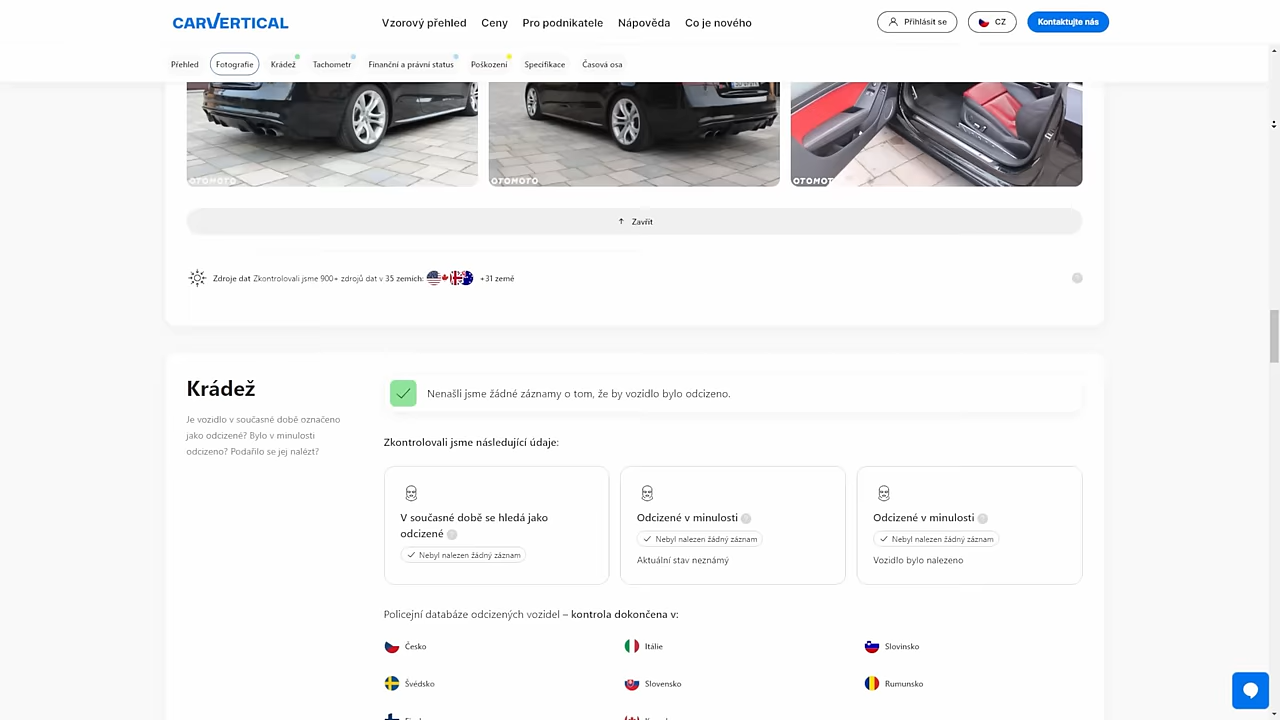 CARVERTICAL
Vzorový přehled Ceny Pro podnikatele Nápověda Co je nového
Přihlásit se CZ Kontaktujte nás
Přehled Fotografie Krádež Tachometr Finanční a právní status Poškození Specifikace Časová osa
OTOMOTO OTOMOTO OTOMOT
↑ Zavřít
Zdroje dat Zkontrolovali jsme 900+ zdrojů dat v 35 zemích: +31 země
?
Krádež
Je vozidlo v současné době označeno
jako odcizené? Bylo v minulosti
odcizeno? Podařilo se jej nalézt?
Nenašli jsme žádné záznamy o tom, že by vozidlo bylo odcizeno.
Zkontrolovali jsme následující údaje:
V současné době se hledá jako
odcizené ?
Nebyl nalezen žádný záznam
Odcizené v minulosti ?
Nebyl nalezen žádný záznam
Aktuální stav neznámý
Odcizené v minulosti ?
Nebyl nalezen žádný záznam
Vozidlo bylo nalezeno
Policejní databáze odcizených vozidel – kontrola dokončena v:
Česko Itálie Slovinsko
Švédsko Slovensko Rumunsko